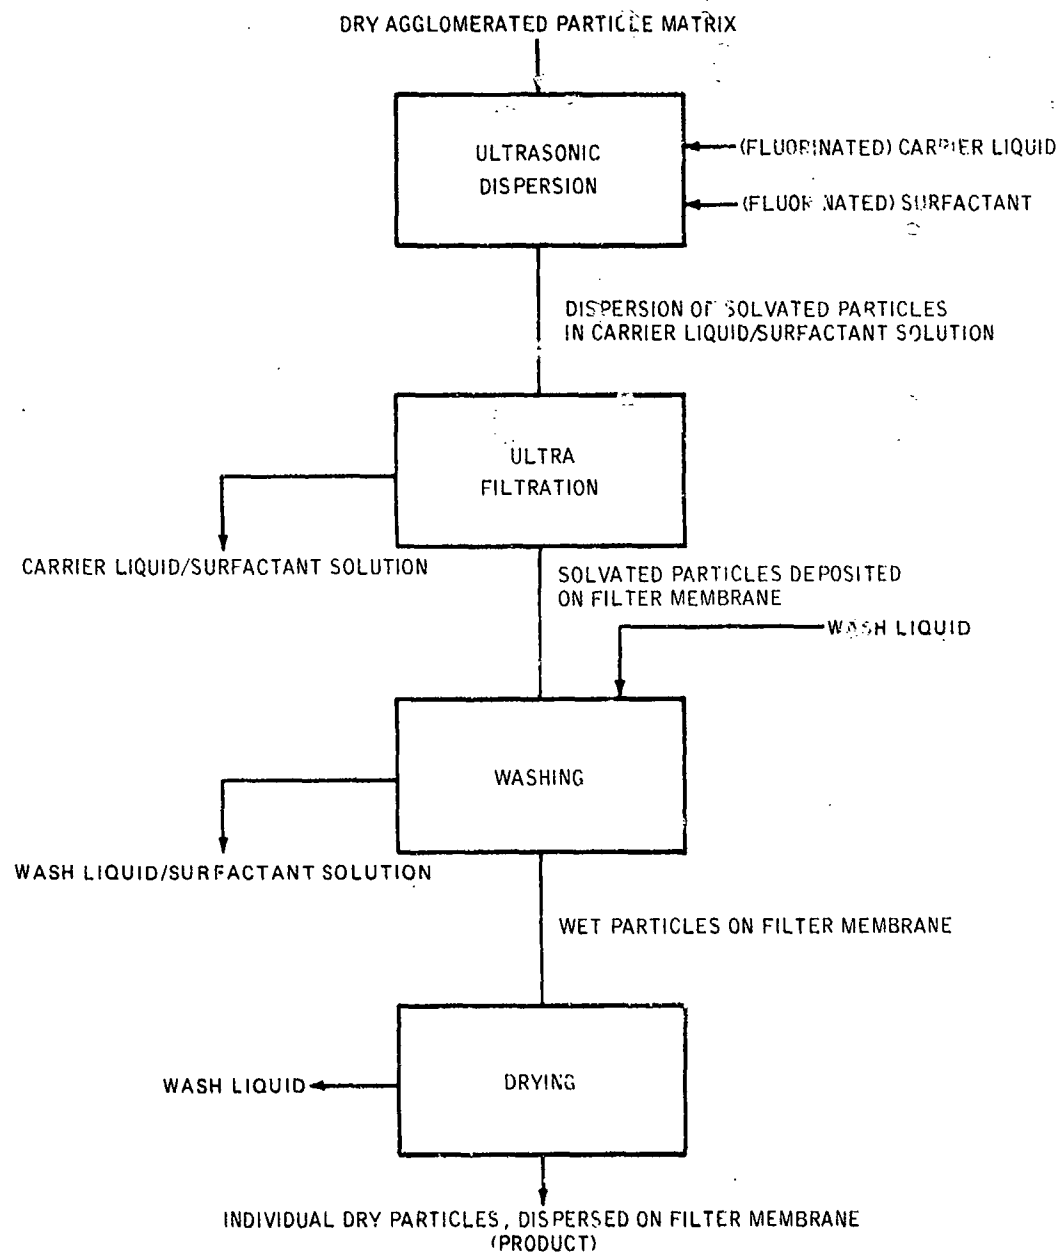 DRY AGGLOMERATED PARTICLE MATRIX
ULTRASONIC
DISPERSION
(FLUORINATED) CARRIER LIQUID
(FLUORINATED) SURFACTANT
DISPERSION OF SOLVATED PARTICLES
IN CARRIER LIQUID/SURFACTANT SOLUTION
ULTRA
FILTRATION
CARRIER LIQUID/SURFACTANT SOLUTION
SOLVATED PARTICLES DEPOSITED
ON FILTER MEMBRANE
WASH LIQUID
WASHING
WASH LIQUID/SURFACTANT SOLUTION
WET PARTICLES ON FILTER MEMBRANE
DRYING
WASH LIQUID
INDIVIDUAL DRY PARTICLES, DISPERSED ON FILTER MEMBRANE
(PRODUCT)